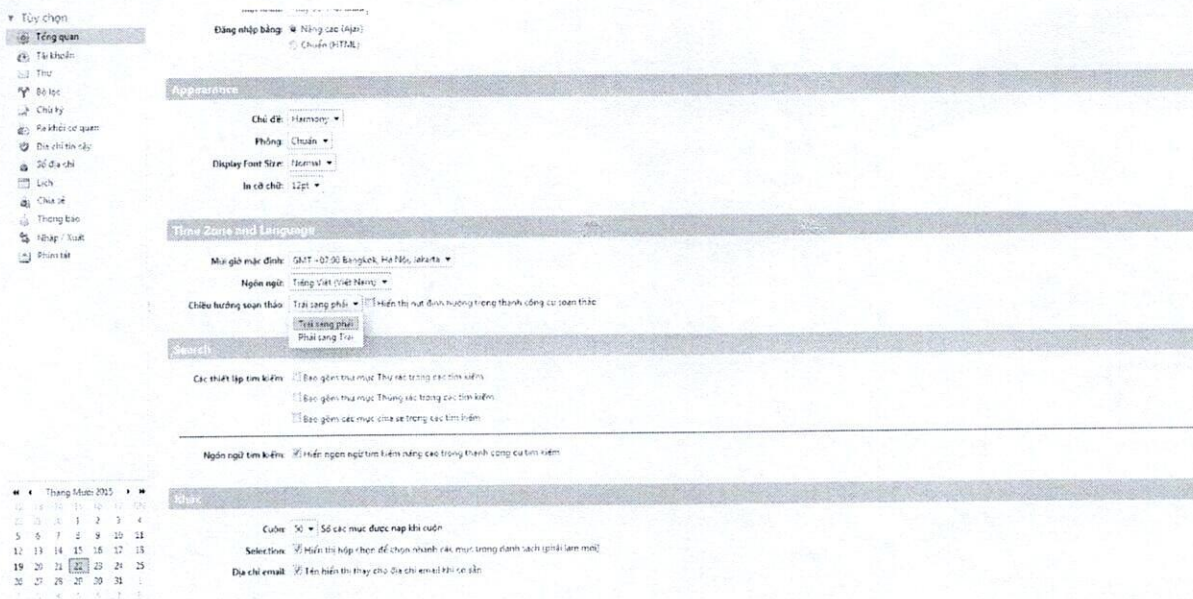 Tùy chọn
Tổng quan
Tài khoản
Thư
Bộ lọc
Chữ ký
Ra khỏi cơ quan
Địa chỉ tin cậy
Sổ địa chỉ
Lịch
Chia sẻ
Thông báo
Nhập / Xuất
Phím tắt
Đăng nhập bằng: Nâng cao (Ajax)
Chuẩn (HTML)
Appearance
Chủ đề: Harmony
Phông: Chuẩn
Display Font Size: Normal
In cỡ chữ: 12pt
Time Zone and Language
Múi giờ mặc định: GMT +07:00 Bangkok, Hà Nội, Jakarta
Ngôn ngữ: Tiếng Việt (Việt Nam)
Chiều hướng soạn thảo: Trái sang phải Hiển thị nút định hướng trong thanh công cụ soạn thảo
Trái sang phải
Phải sang Trái
Search
Các thiết lập tìm kiếm: Bao gồm thư mục Thư rác trong các tìm kiếm
Bao gồm thư mục Thùng rác trong các tìm kiếm
Bao gồm các mục chia sẻ trong các tìm kiếm
Ngôn ngữ tìm kiếm: Hiển ngôn ngữ tìm kiếm nâng cao trong thanh công cụ tìm kiếm
Khác
Cuộn: 50 Số các mục được nạp khi cuộn
Selection: Hiển thị hộp chọn để chọn nhanh các mục trong danh sách (phải làm mới)
Địa chỉ email: Tên hiển thị thay cho địa chỉ email khi có sẵn
Tháng Mười 2015
1 2 3 4
5 6 7 8 9 10 11
12 13 14 15 16 17 18
19 20 21 22 23 24 25
26 27 28 29 30 31